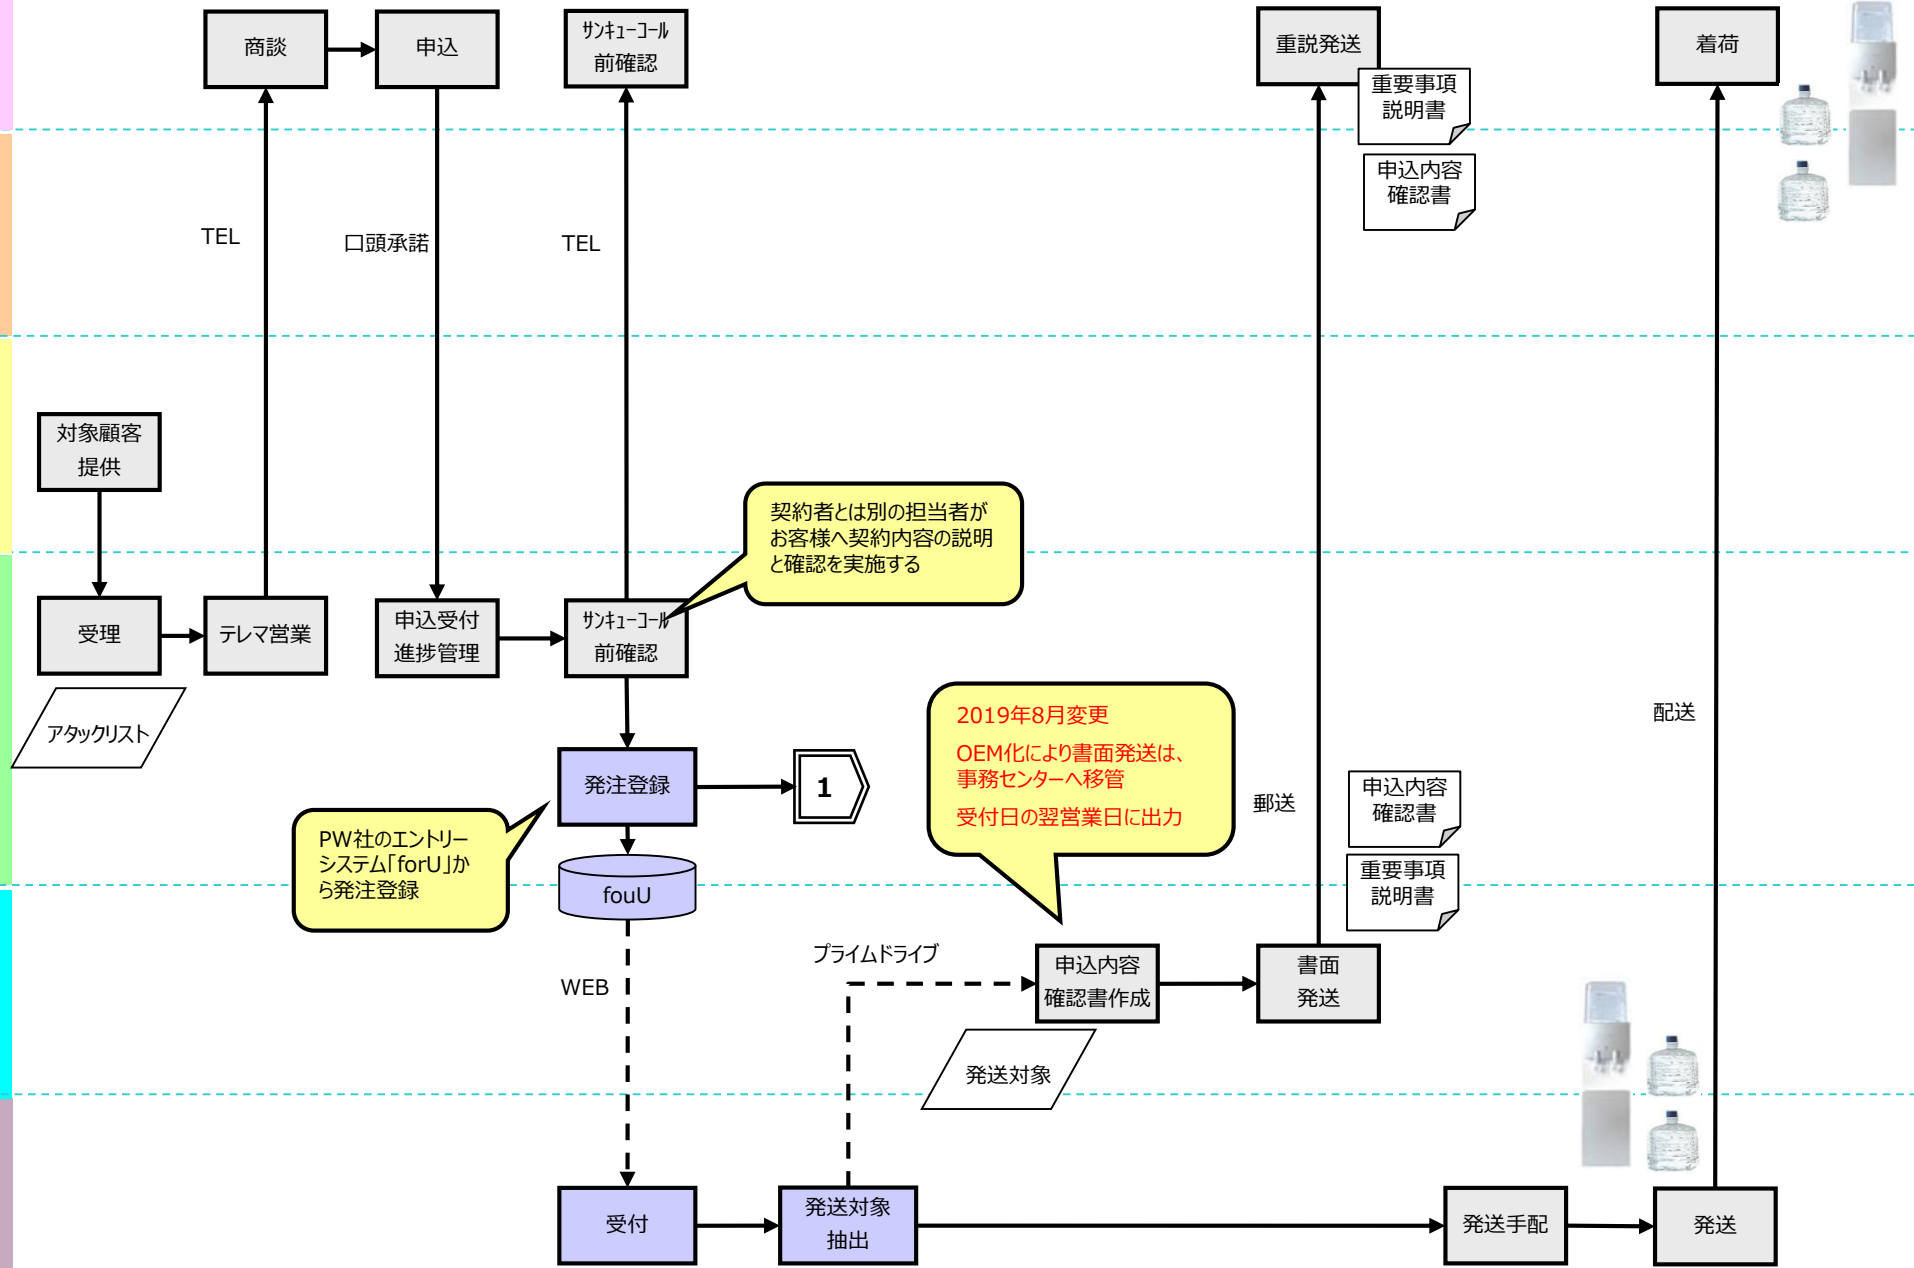 商談
申込
ｻﾝｷｭｰｺｰﾙ
前確認
重説発送
着荷
重要事項
説明書
申込内容
確認書
TEL
口頭承諾
TEL
対象顧客
提供
契約者とは別の担当者が
お客様へ契約内容の説明
と確認を実施する
受理
テレマ営業
申込受付
進捗管理
ｻﾝｷｭｰｺｰﾙ
前確認
アタックリスト
2019年8月変更
OEM化により書面発送は、
事務センターへ移管
受付日の翌営業日に出力
配送
発注登録
1
郵送
申込内容
確認書
PW社のエントリー
システム「forU」か
ら発注登録
fouU
重要事項
説明書
プライムドライブ
WEB
申込内容
確認書作成
書面
発送
発送対象
受付
発送対象
抽出
発送手配
発送